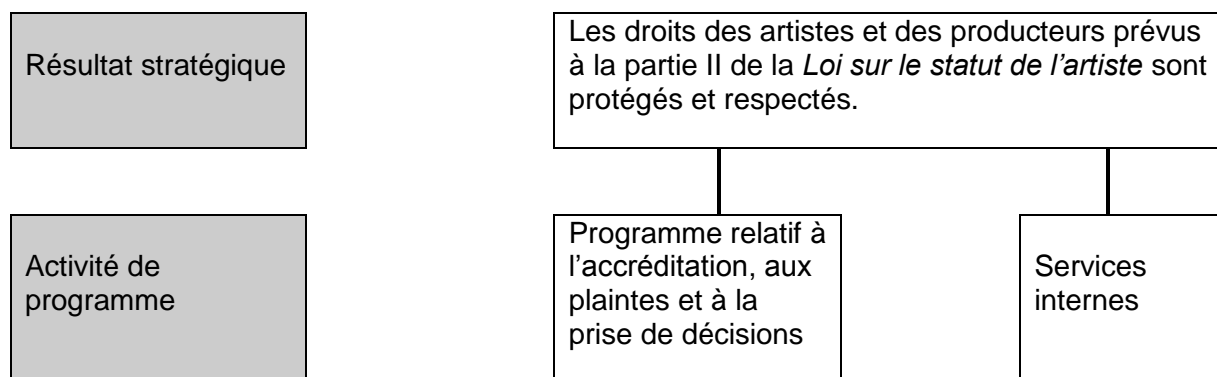 Résultat stratégique
Les droits des artistes et des producteurs prévus
à la partie II de la Loi sur le statut de l’artiste sont
protégés et respectés.
Activité de
programme
Programme relatif à
l’accréditation, aux
plaintes et à la
prise de décisions
Services
internes